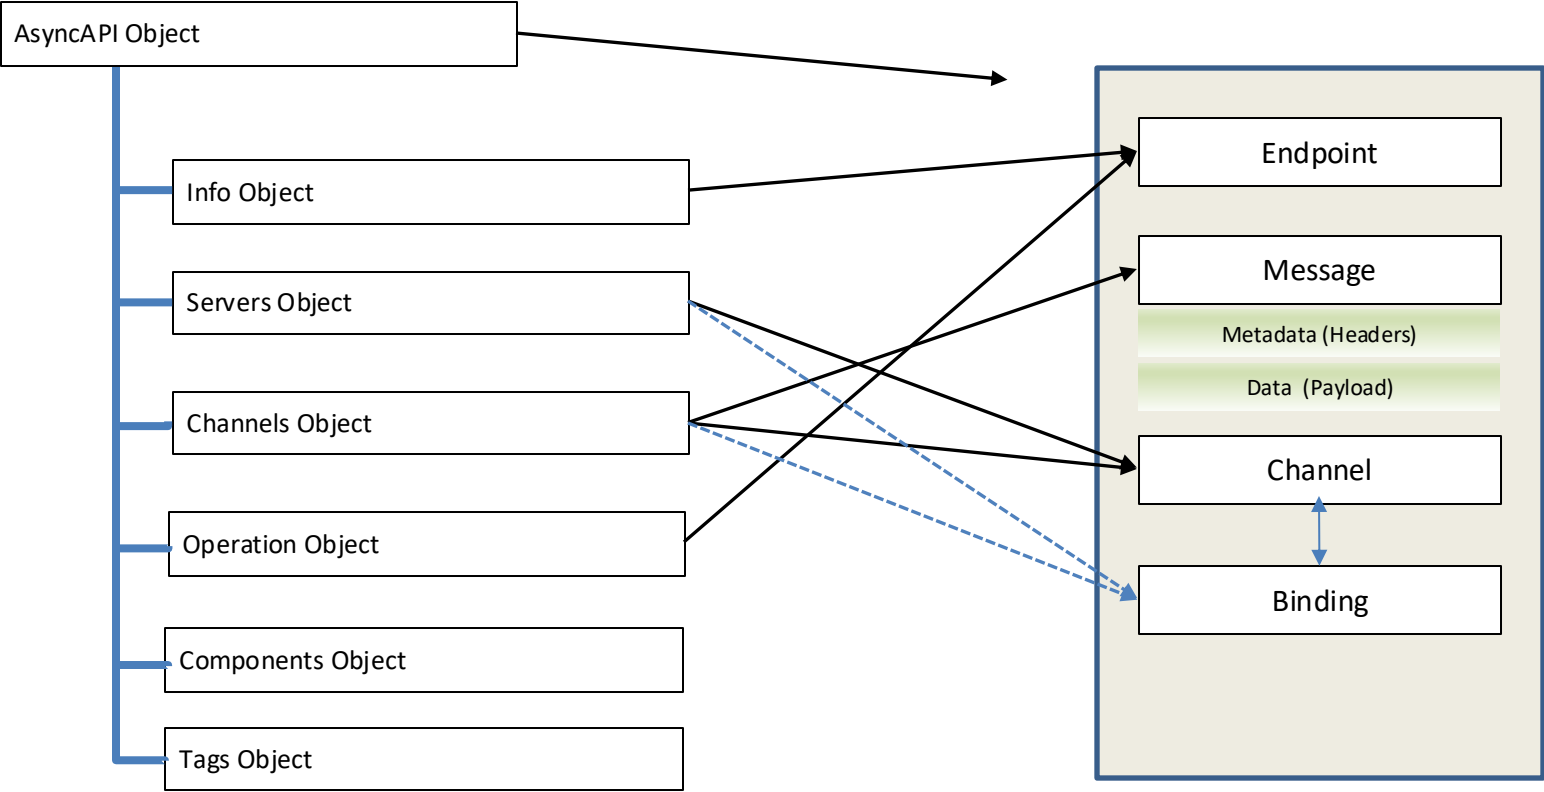 AsyncAPI Object
Info Object
Servers Object
Channels Object
Operation Object
Components Object
Tags Object
Endpoint
Message
Metadata (Headers)
Data (Payload)
Channel
Binding